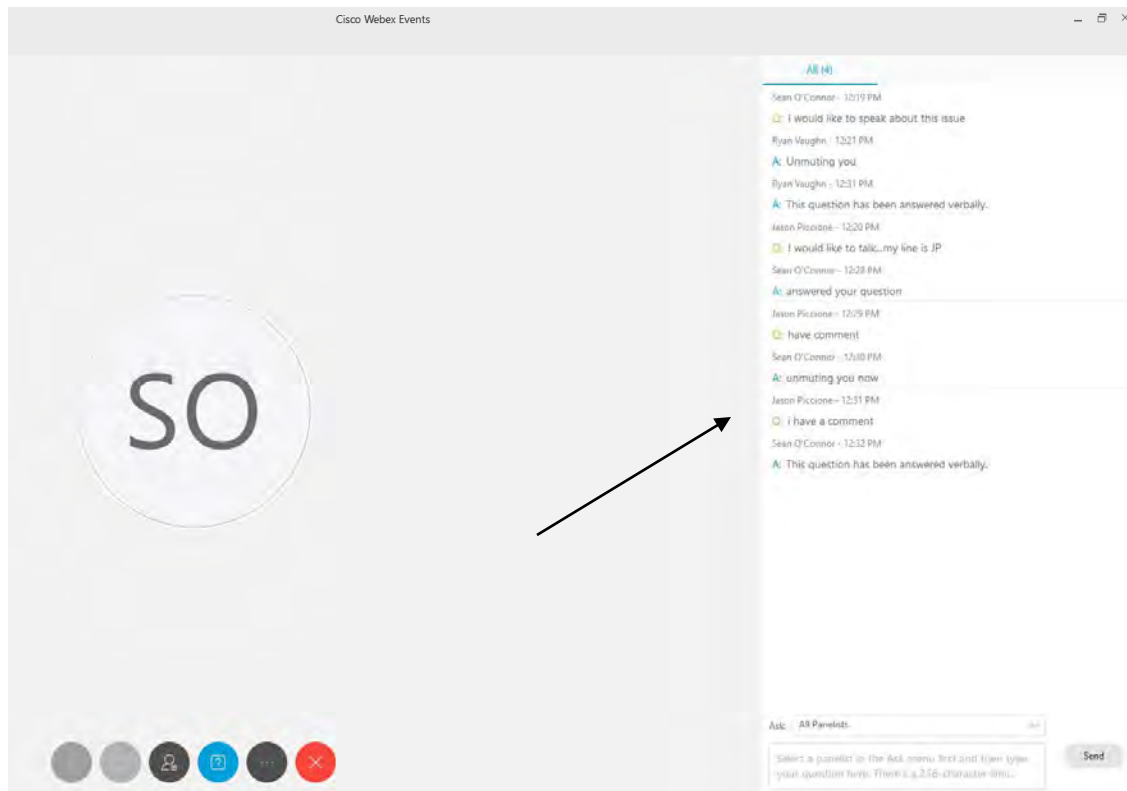 Cisco Webex Events
All (4)
Sean O'Connor - 12:19 PM
Q: I would like to speak about this issue
Ryan Vaughn - 12:21 PM
A: Unmuting you
Ryan Vaughn - 12:31 PM
A: This question has been answered verbally.
Jason Piccione - 12:20 PM
Q: I would like to talk...my line is JP
Sean O'Connor - 12:28 PM
A: answered your question
Jason Piccione - 12:29 PM
Q: have comment
Sean O'Connor - 12:30 PM
A: unmuting you now
Jason Piccione - 12:31 PM
Q: i have a comment
Sean O'Connor - 12:32 PM
A: This question has been answered verbally.
SO
Ask: All Panelists
Select a panelist in the Ask menu first and then type
your question here. There's a 256-character limit.
Send